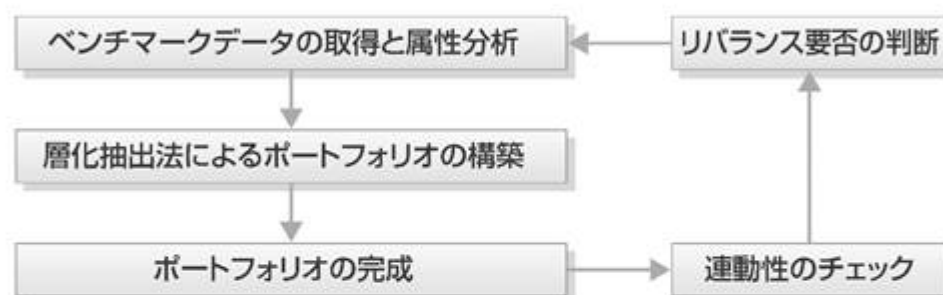 ベンチマークデータの取得と属性分析
リバランス要否の判断
層化抽出法によるポートフォリオの構築
ポートフォリオの完成
連動性のチェック